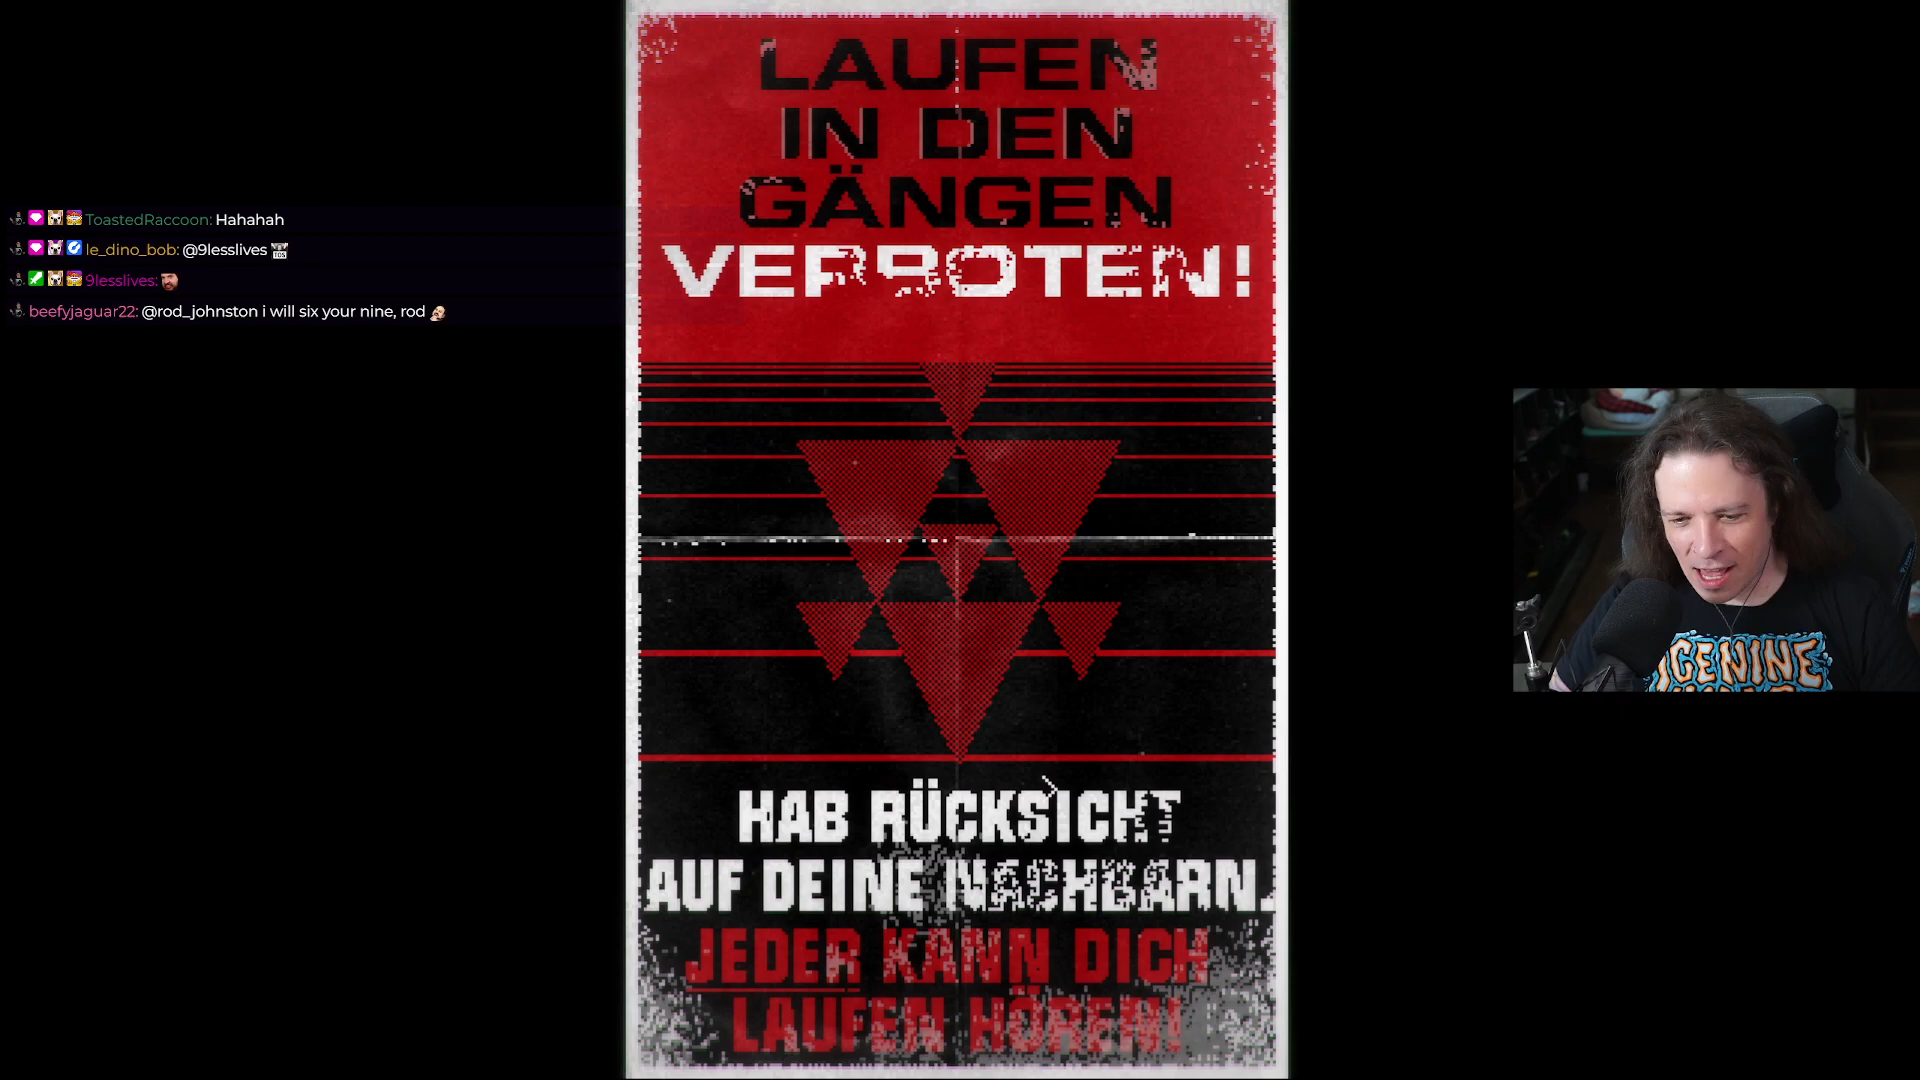 ToastedRaccoon: Hahahah
le_dino_bob: @9lesslives
9lesslives:
beefyjaguar22: @rod_johnston i will six your nine, rod
LAUFEN
IN DEN
GÄNGEN
VERBOTEN!
HAB RÜCKSICHT
AUF DEINE NACHBARN.
JEDER KANN DICH
LAUFEN HÖREN!